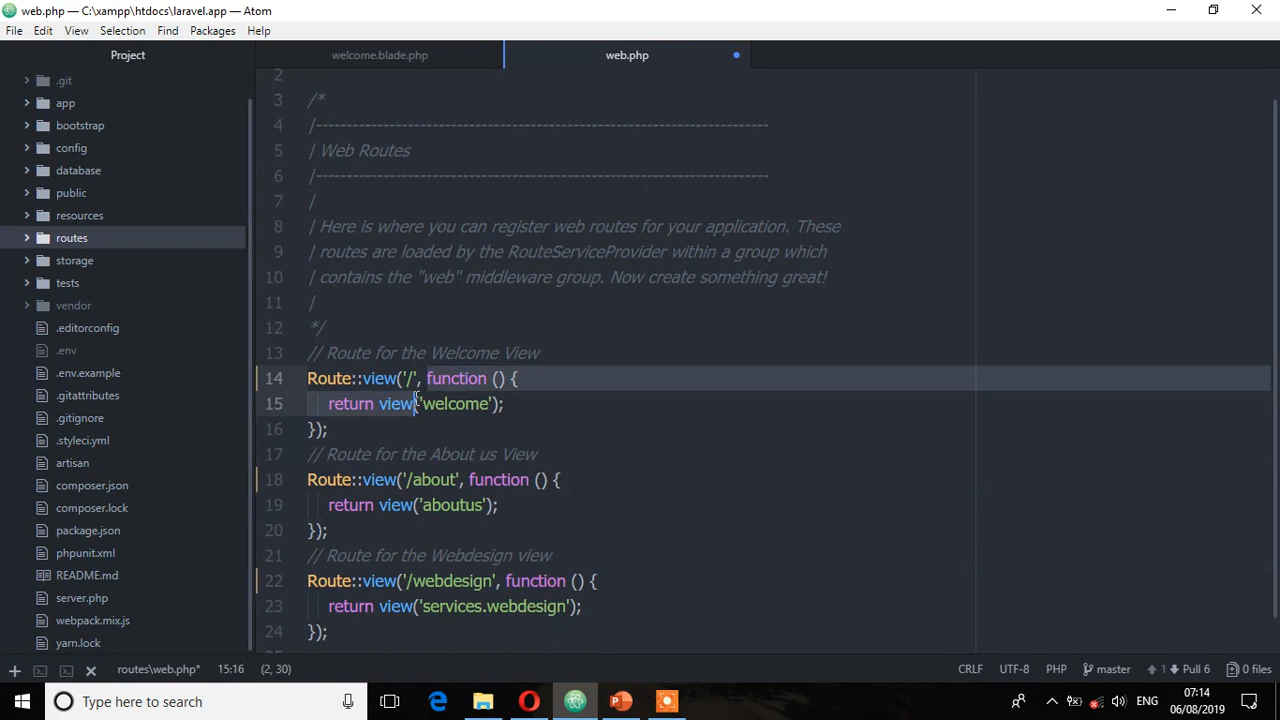 web.php — C:\xampp\htdocs\laravel.app — Atom
File Edit View Selection Find Packages Help
Project
welcome.blade.php
web.php
.git
app
bootstrap
config
database
public
resources
routes
storage
tests
vendor
.editorconfig
.env
.env.example
.gitattributes
.gitignore
.styleci.yml
artisan
composer.json
composer.lock
package.json
phpunit.xml
README.md
server.php
webpack.mix.js
yarn.lock
2
3 /*
4 |--------------------------------------------------------------------------
5 | Web Routes
6 |--------------------------------------------------------------------------
7 |
8 | Here is where you can register web routes for your application. These
9 | routes are loaded by the RouteServiceProvider within a group which
10 | contains the "web" middleware group. Now create something great!
11 |
12 */
13 // Route for the Welcome View
14 Route::view('/', function () {
15 return view('welcome');
16 });
17 // Route for the About us View
18 Route::view('/about', function () {
19 return view('aboutus');
20 });
21 // Route for the Webdesign view
22 Route::view('/webdesign', function () {
23 return view('services.webdesign');
24 });
routes\web.php* 15:16 (2, 30) CRLF UTF-8 PHP master 1 Pull 6 0 files
Type here to search
ENG
07:14
06/08/2019